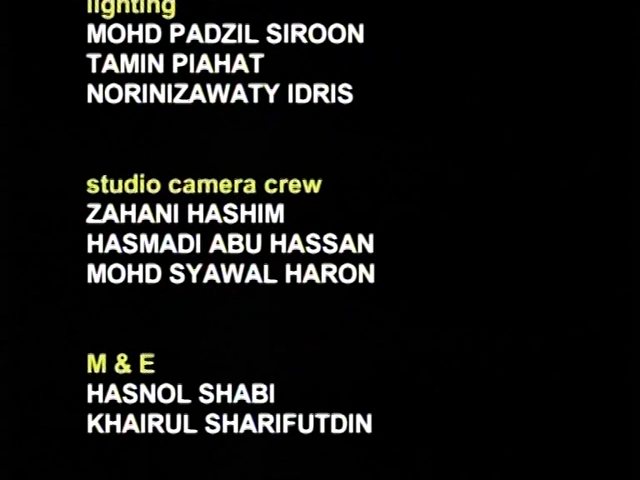 lighting
MOHD PADZIL SIROON
TAMIN PIAHAT
NORINIZAWATY IDRIS
studio camera crew
ZAHANI HASHIM
HASMADI ABU HASSAN
MOHD SYAWAL HARON
M & E
HASNOL SHABI
KHAIRUL SHARIFUTDIN